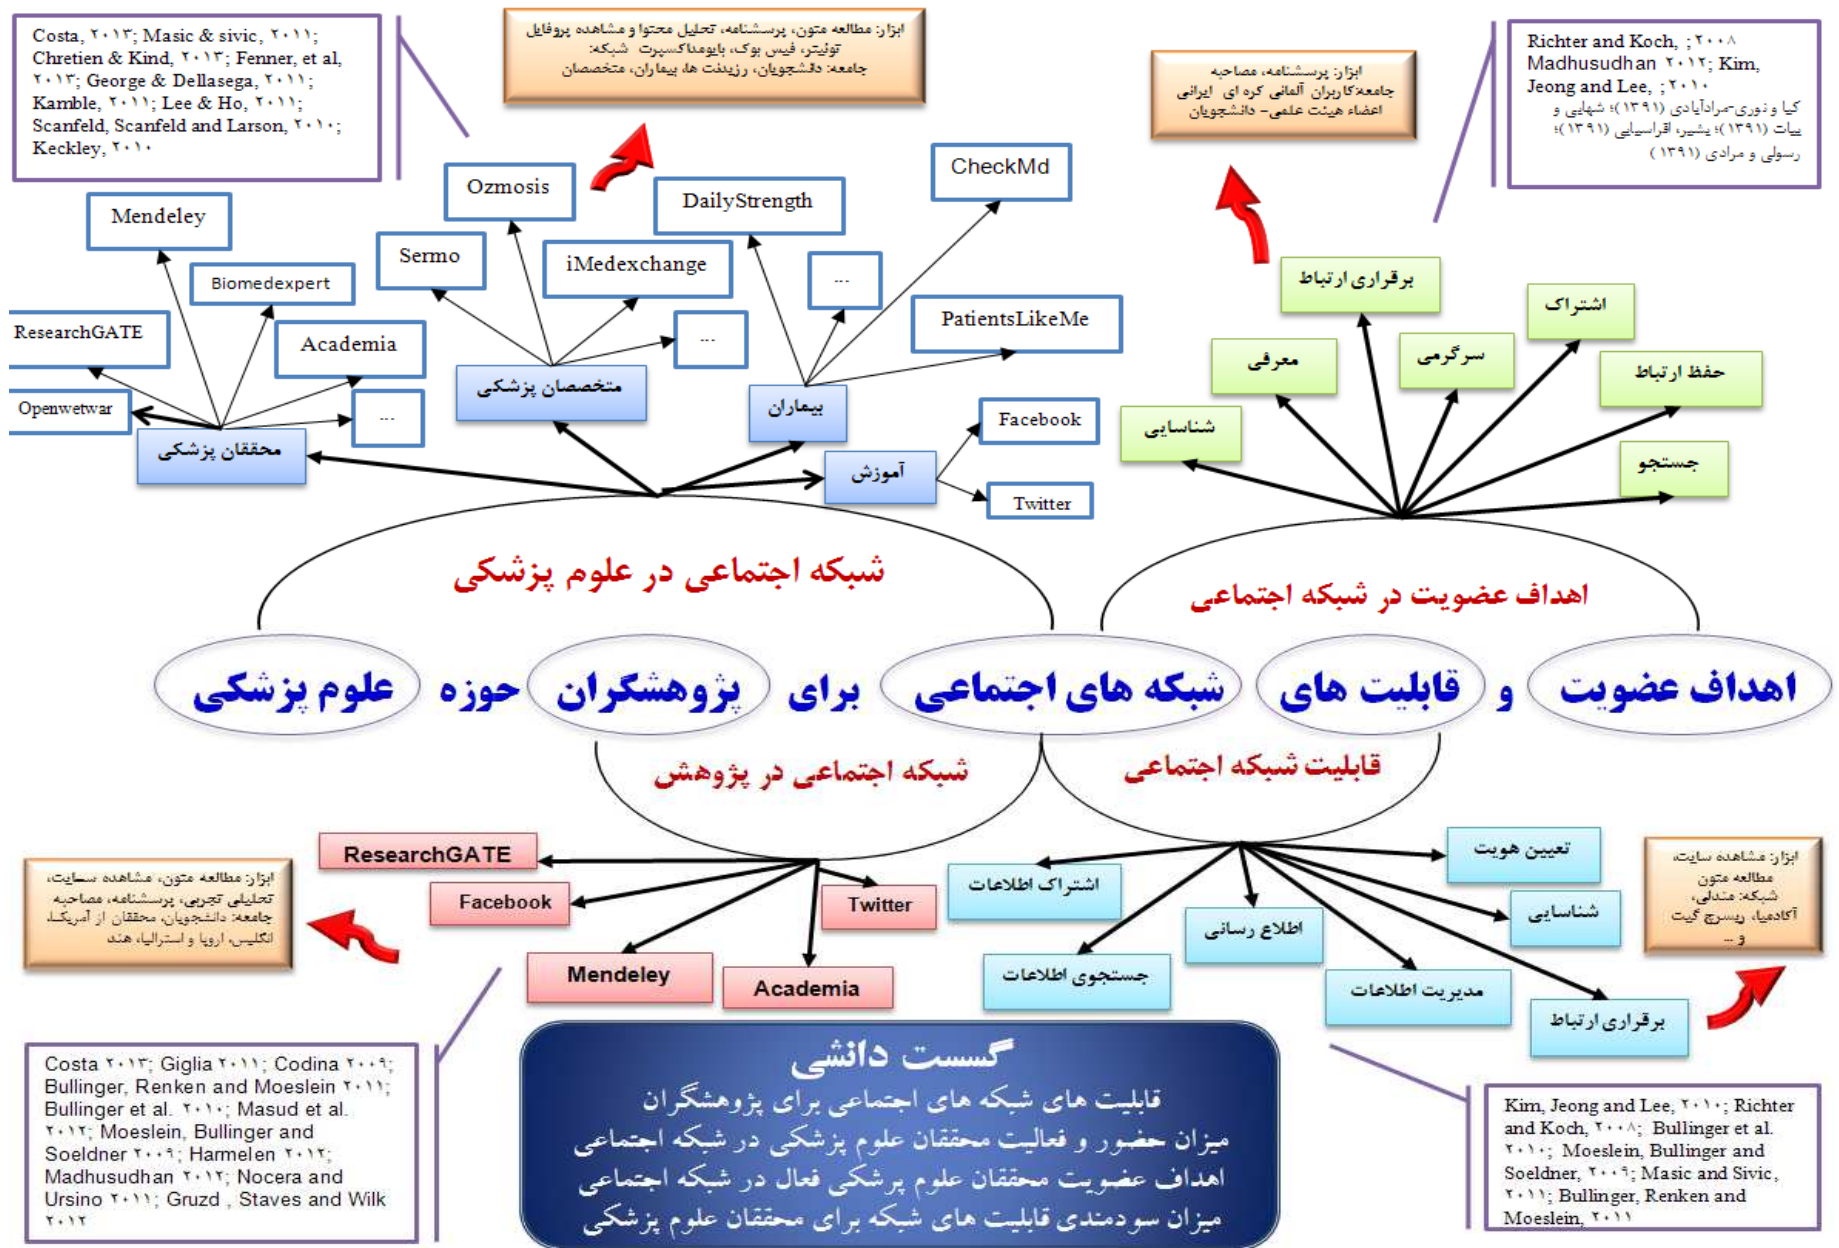 Costa, ۲۰۱۳; Masic & sivic, ۲۰۱۱;
Chretien & Kind, ۲۰۱۳; Fenner, et al,
۲۰۱۳; George & Dellasega, ۲۰۱۱;
Kamble, ۲۰۱۱; Lee & Ho, ۲۰۱۱;
Scanfeld, Scanfeld and Larson, ۲۰۱۰;
Keckley, ۲۰۱۰
ابزار: مطالعه متون، پرسشنامه، تحلیل محتوا و مشاهده پروفایل
توئیتر، فیس بوک، بایومداکسپرت شبکه:
جامعه: دانشجویان، رزیدنت ها، بیماران، متخصصان
ابزار: پرسشنامه، مصاحبه
جامعه:کاربران آلمانی کره ای ایرانی
اعضاء هیئت علمی- دانشجویان
Richter and Koch, ;۲۰۰۸
Madhusudhan ۲۰۱۲; Kim,
Jeong and Lee, ;۲۰۱۰
کیا و نوری-مرادآبادی (۱۳۹۱)؛ شهابی و
بیات (۱۳۹۱)؛ بشیر، افراسیابی (۱۳۹۱)؛
رسولی و مرادی (۱۳۹۱)
Mendeley
Ozmosis
DailyStrength
CheckMd
Sermo
iMedexchange
...
Biomedexpert
ResearchGATE
Academia
...
PatientsLikeMe
Openwetwar
...
محققان پزشکی
متخصصان پزشکی
بیماران
آموزش
Facebook
Twitter
برقراری ارتباط
اشتراک
معرفی
سرگرمی
حفظ ارتباط
شناسایی
جستجو
شبکه اجتماعی در علوم پزشکی
اهداف عضویت در شبکه اجتماعی
اهداف عضویت و قابلیت های شبکه های اجتماعی برای پژوهشگران حوزه علوم پزشکی
قابلیت شبکه اجتماعی
شبکه اجتماعی در پژوهش
ResearchGATE
Facebook
Mendeley
Academia
Twitter
اشتراک اطلاعات
جستجوی اطلاعات
اطلاع رسانی
مدیریت اطلاعات
تعیین هویت
شناسایی
برقراری ارتباط
ابزار: مشاهده سایت،
مطالعه متون
شبکه: مندلی،
آکادمیا، ریسرچ گیت
و ...
ابزار: مطالعه متون، مشاهده سایت،
تحلیلی تجربی، پرسشنامه، مصاحبه
جامعه: دانشجویان، محققان از آمریکا،
انگلیس، اروپا و استرالیا، هند
Costa ۲۰۱۳; Giglia ۲۰۱۱; Codina ۲۰۰۹;
Bullinger, Renken and Moeslein ۲۰۱۱;
Bullinger et al. ۲۰۱۰; Masud et al.
۲۰۱۲; Moeslein, Bullinger and
Soeldner ۲۰۰۹; Harmelen ۲۰۱۲;
Madhusudhan ۲۰۱۲; Nocera and
Ursino ۲۰۱۱; Gruzd , Staves and Wilk
۲۰۱۲
گسست دانشی
قابلیت های شبکه های اجتماعی برای پژوهشگران
میزان حضور و فعالیت محققان علوم پزشکی در شبکه اجتماعی
اهداف عضویت محققان علوم پرشکی فعال در شبکه اجتماعی
میزان سودمندی قابلیت های شبکه برای محققان علوم پزشکی
Kim, Jeong and Lee, ۲۰۱۰; Richter
and Koch, ۲۰۰۸; Bullinger et al.
۲۰۱۰; Moeslein, Bullinger and
Soeldner, ۲۰۰۹; Masic and Sivic,
۲۰۱۱; Bullinger, Renken and
Moeslein, ۲۰۱۱